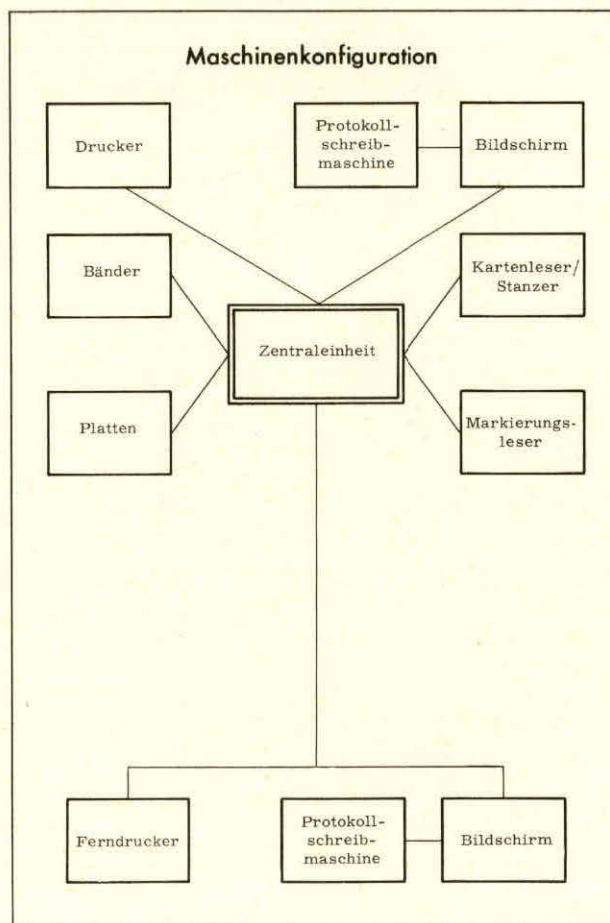 Maschinenkonfiguration
Drucker
Protokoll-
schreib-
maschine
Bildschirm
Bänder
Kartenleser/
Stanzer
Zentraleinheit
Platten
Markierungs-
leser
Ferndrucker
Protokoll-
schreib-
maschine
Bildschirm